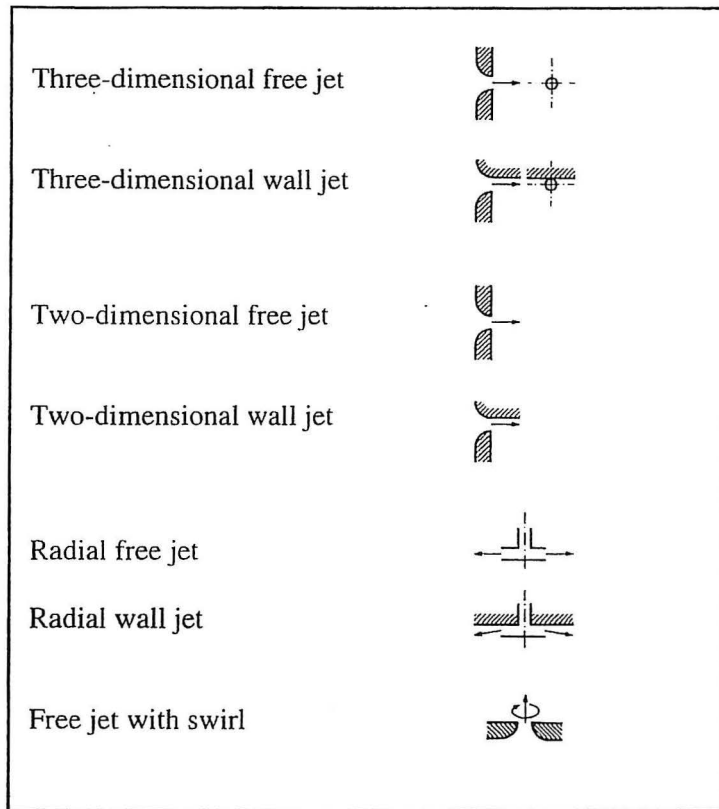 Three-dimensional free jet
Three-dimensional wall jet
Two-dimensional free jet
Two-dimensional wall jet
Radial free jet
Radial wall jet
Free jet with swirl